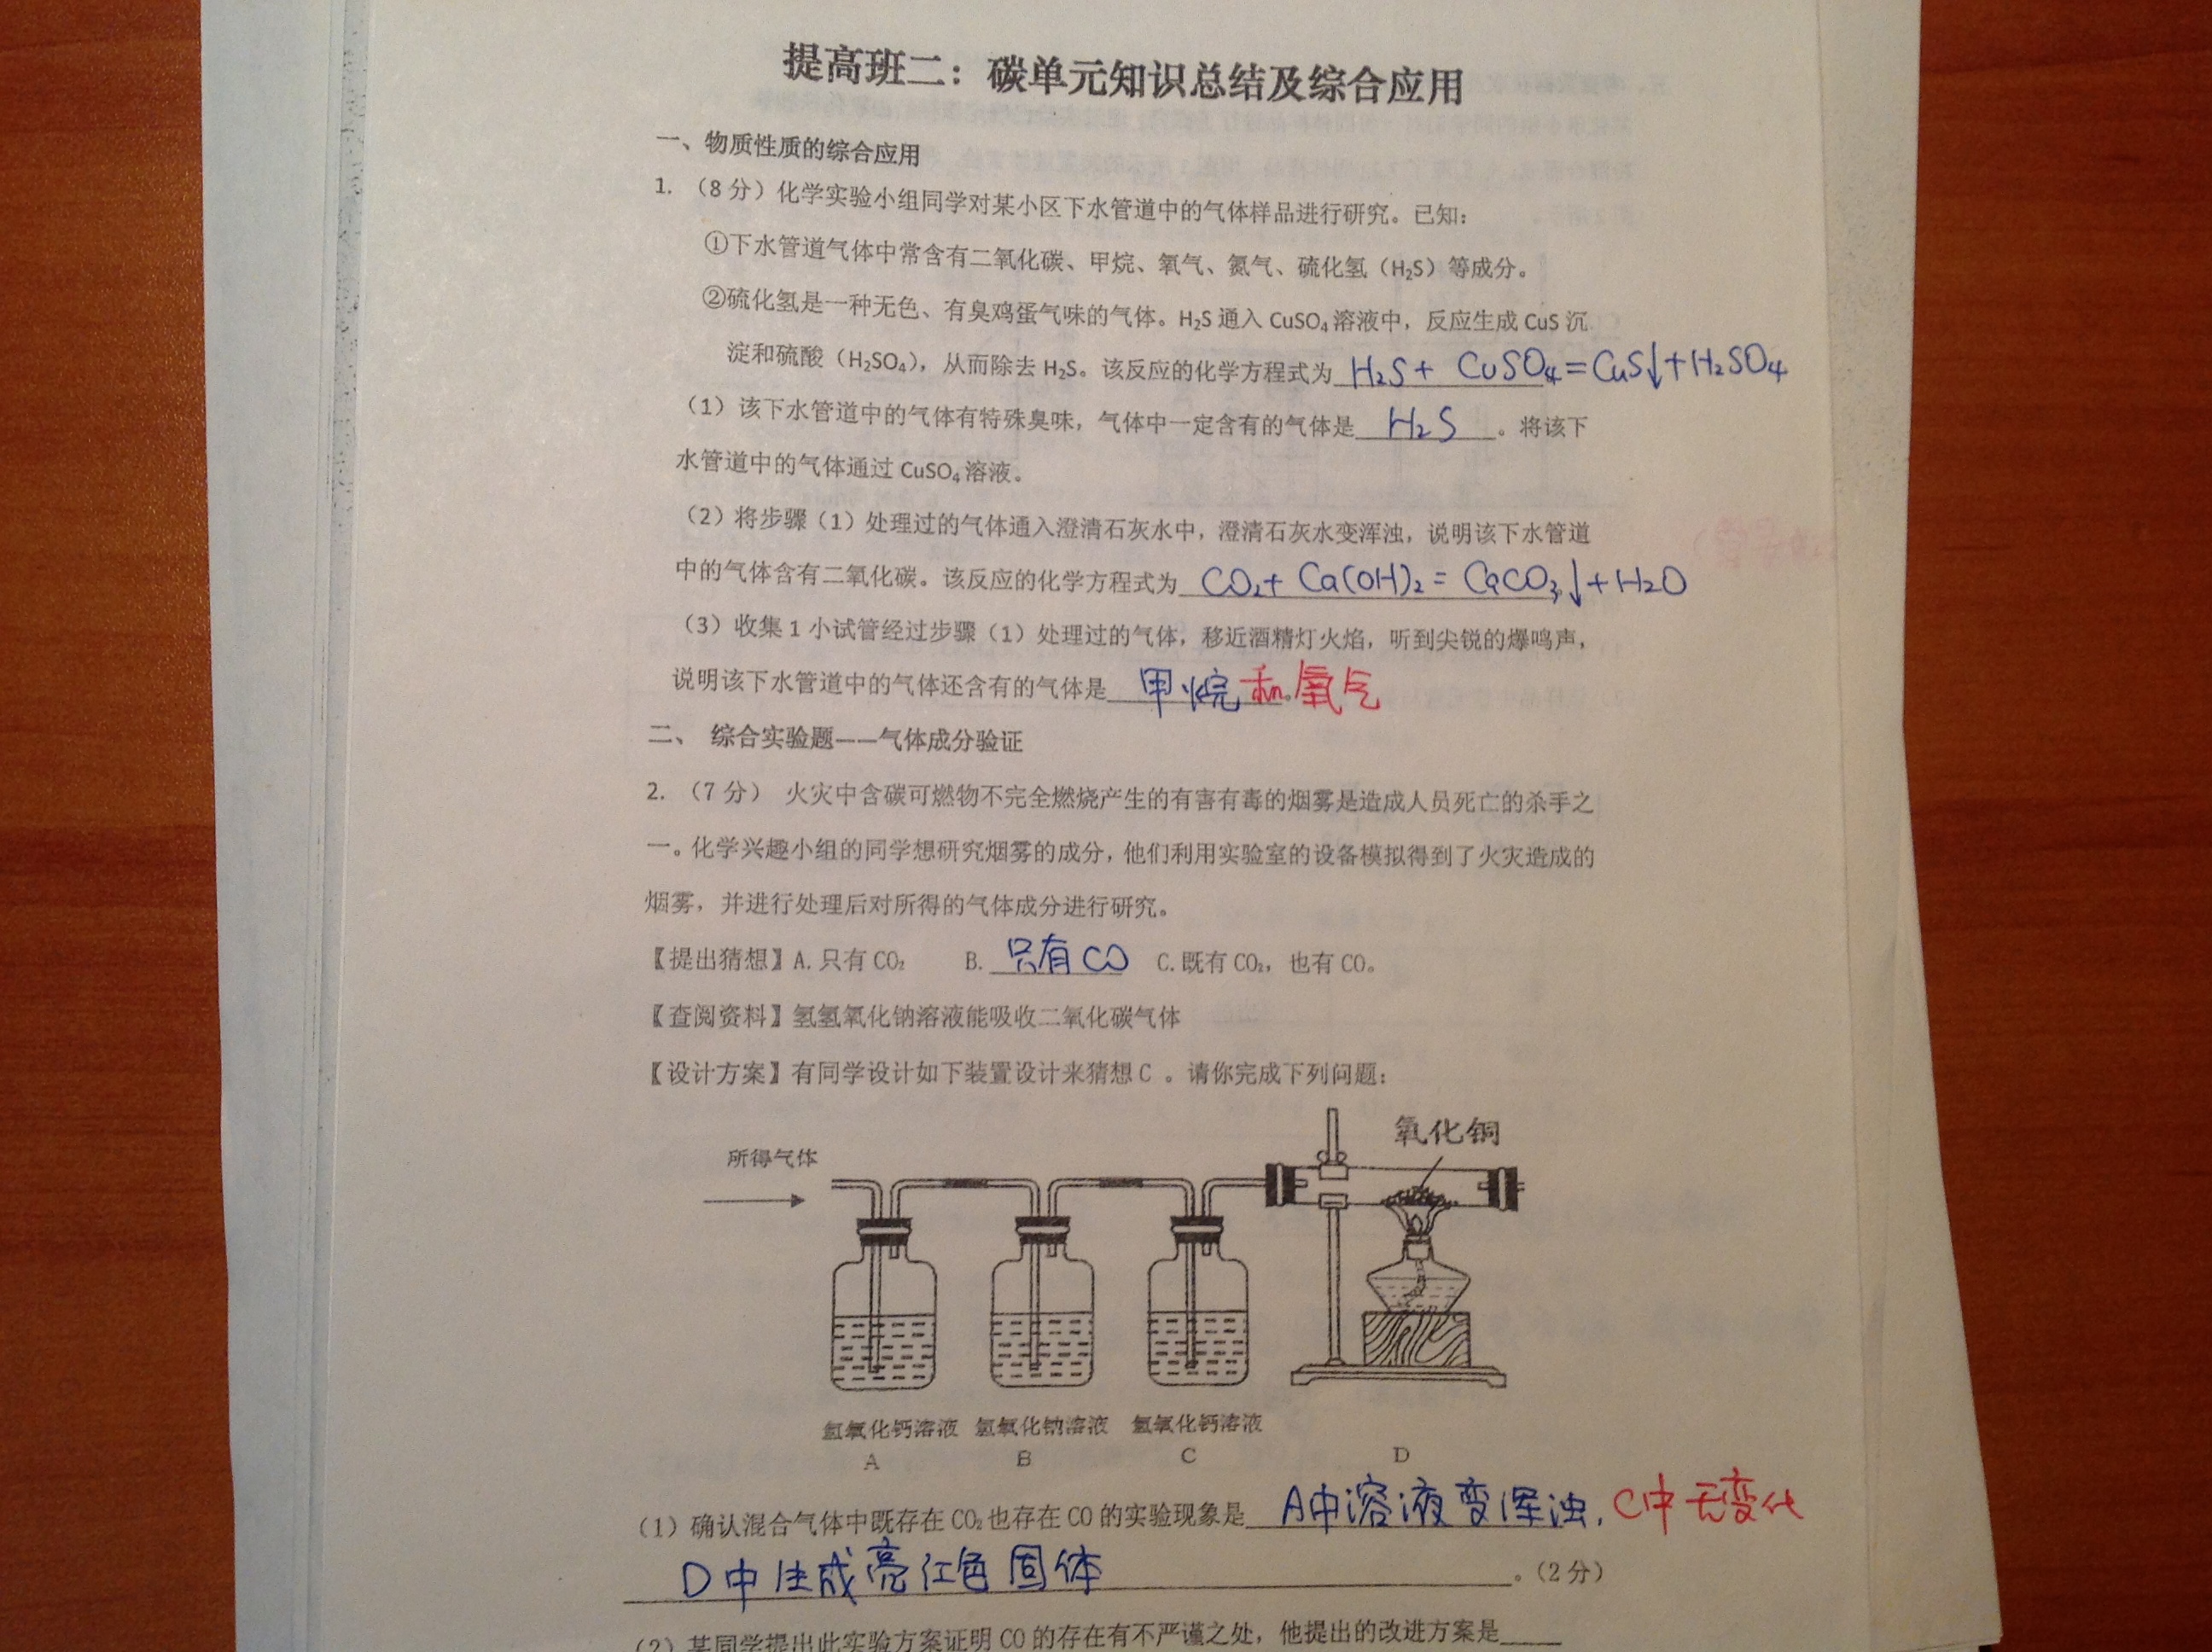 提高班二：碳单元知识总结及综合应用
一、物质性质的综合应用
1. （8分）化学实验小组同学对某小区下水管道中的气体样品进行研究。已知：
①下水管道气体中常含有二氧化碳、甲烷、氧气、氮气、硫化氢（H₂S）等成分。
②硫化氢是一种无色、有臭鸡蛋气味的气体。H₂S 通入 CuSO₄ 溶液中，反应生成 CuS 沉
淀和硫酸（H₂SO₄），从而除去 H₂S。该反应的化学方程式为 H₂S + CuSO₄ = CuS↓ + H₂SO₄
（1）该下水管道中的气体有特殊臭味，气体中一定含有的气体是 H₂S 。将该下
水管道中的气体通过 CuSO₄ 溶液。
（2）将步骤（1）处理过的气体通入澄清石灰水中，澄清石灰水变浑浊，说明该下水管道
中的气体含有二氧化碳。该反应的化学方程式为 CO₂ + Ca(OH)₂ = CaCO₃↓ + H₂O
（3）收集 1 小试管经过步骤（1）处理过的气体，移近酒精灯火焰，听到尖锐的爆鸣声，
说明该下水管道中的气体还含有的气体是 甲烷和氧气。
二、 综合实验题——气体成分验证
2. （7分） 火灾中含碳可燃物不完全燃烧产生的有害有毒的烟雾是造成人员死亡的杀手之
一。化学兴趣小组的同学想研究烟雾的成分，他们利用实验室的设备模拟得到了火灾造成的
烟雾，并进行处理后对所得的气体成分进行研究。
【提出猜想】A. 只有 CO₂ B. 只有CO C. 既有 CO₂，也有 CO。
【查阅资料】氢氢氧化钠溶液能吸收二氧化碳气体
【设计方案】有同学设计如下装置设计来猜想 C 。请你完成下列问题：
氧化铜
所得气体
氢氧化钙溶液 氢氧化钠溶液 氢氧化钙溶液
A B C D
（1）确认混合气体中既存在 CO₂ 也存在 CO 的实验现象是 A中溶液变浑浊，C中无变化
D中生成亮红色固体 。（2分）
（2）某同学提出此实验方案证明 CO 的存在有不严谨之处，他提出的改进方案是